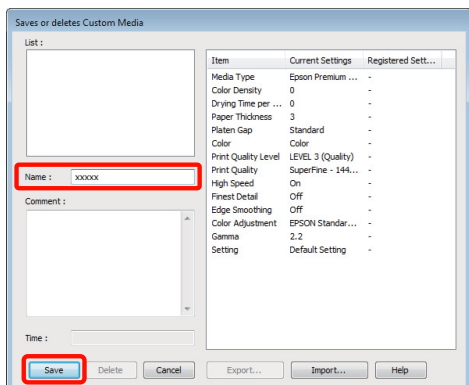 Saves or deletes Custom Media
List :
Item Current Settings Registered Sett...
Media Type Epson Premium ... -
Color Density 0 -
Drying Time per ... 0 -
Paper Thickness 3 -
Platen Gap Standard -
Color Color -
Print Quality Level LEVEL 3 (Quality) -
Print Quality SuperFine - 144... -
High Speed On -
Finest Detail Off -
Edge Smoothing Off -
Color Adjustment EPSON Standar... -
Gamma 2.2 -
Setting Default Setting -
Name : xxxxx
Comment :
Time :
Save Delete Cancel Export... Import... Help